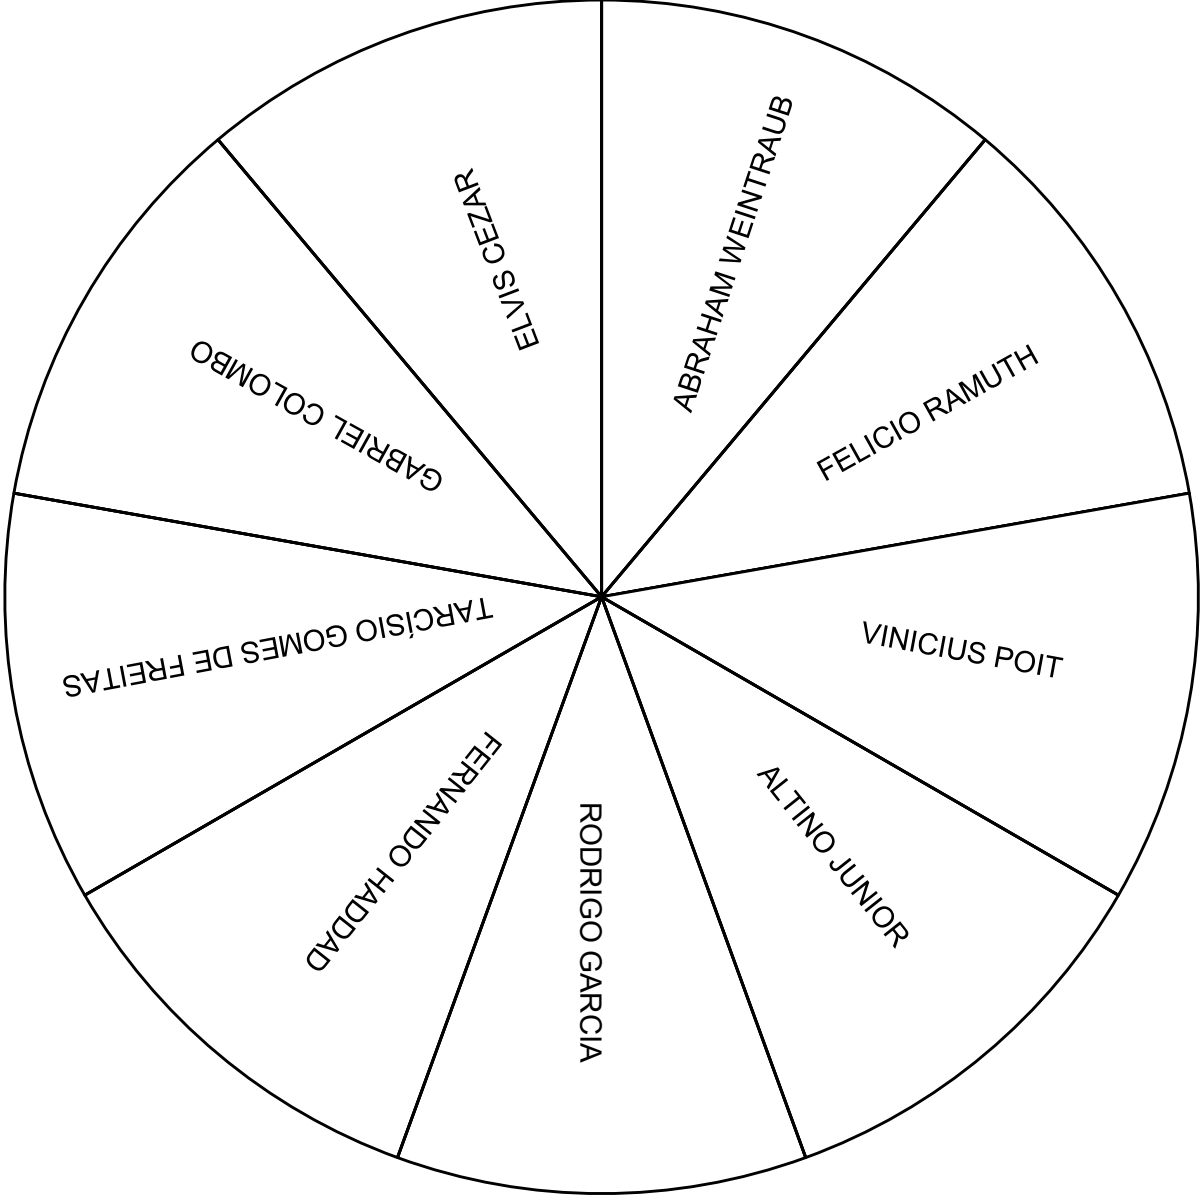 ABRAHAM WEINTRAUB
FELICIO RAMUTH
VINICIUS POIT
ALTINO JUNIOR
RODRIGO GARCIA
FERNANDO HADDAD
TARCÍSIO GOMES DE FREITAS
GABRIEL COLOMBO
ELVIS CEZAR